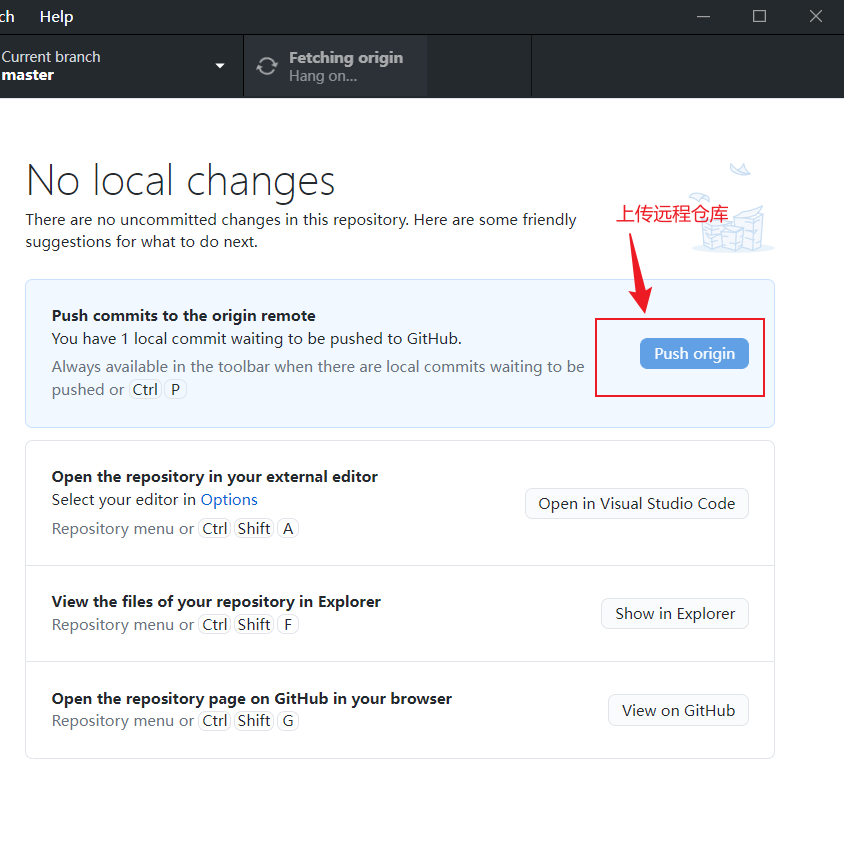 ch Help
Current branch
master
Fetching origin
Hang on...
No local changes
There are no uncommitted changes in this repository. Here are some friendly
suggestions for what to do next.
上传远程仓库
Push commits to the origin remote
You have 1 local commit waiting to be pushed to GitHub.
Always available in the toolbar when there are local commits waiting to be
pushed or Ctrl P
Push origin
Open the repository in your external editor
Select your editor in Options
Repository menu or Ctrl Shift A
Open in Visual Studio Code
View the files of your repository in Explorer
Repository menu or Ctrl Shift F
Show in Explorer
Open the repository page on GitHub in your browser
Repository menu or Ctrl Shift G
View on GitHub